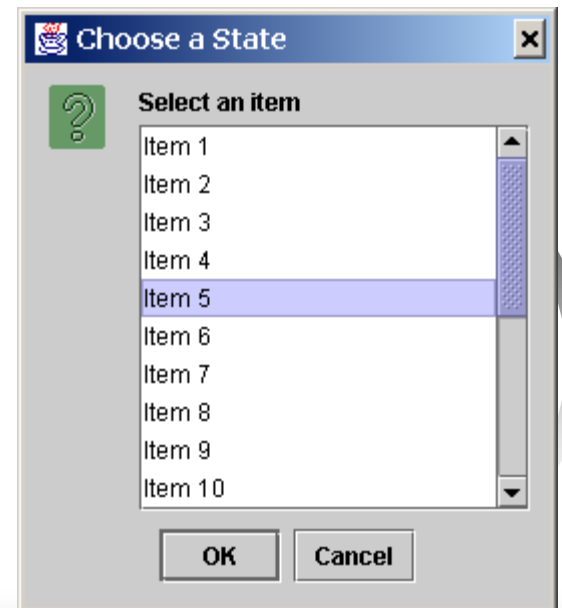 Choose a State
Select an item
Item 1
Item 2
Item 3
Item 4
Item 5
Item 6
Item 7
Item 8
Item 9
Item 10
OK Cancel